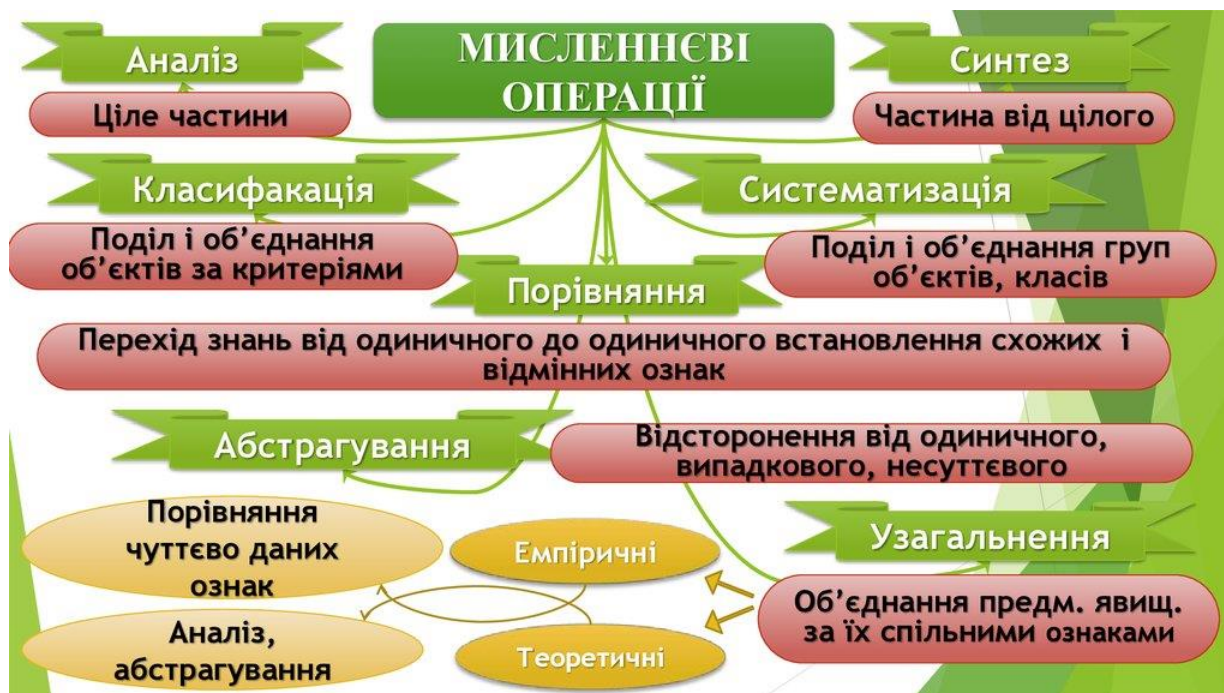 МИСЛЕННЄВІ
ОПЕРАЦІЇ
Аналіз
Ціле частини
Синтез
Частина від цілого
Класифакація
Поділ і об’єднання
об’єктів за критеріями
Систематизація
Поділ і об’єднання груп
об’єктів, класів
Порівняння
Перехід знань від одиничного до одиничного встановлення схожих і
відмінних ознак
Абстрагування
Відсторонення від одиничного,
випадкового, несуттєвого
Узагальнення
Об’єднання предм. явищ.
за їх спільними ознаками
Емпіричні
Теоретичні
Порівняння
чуттєво даних
ознак
Аналіз,
абстрагування